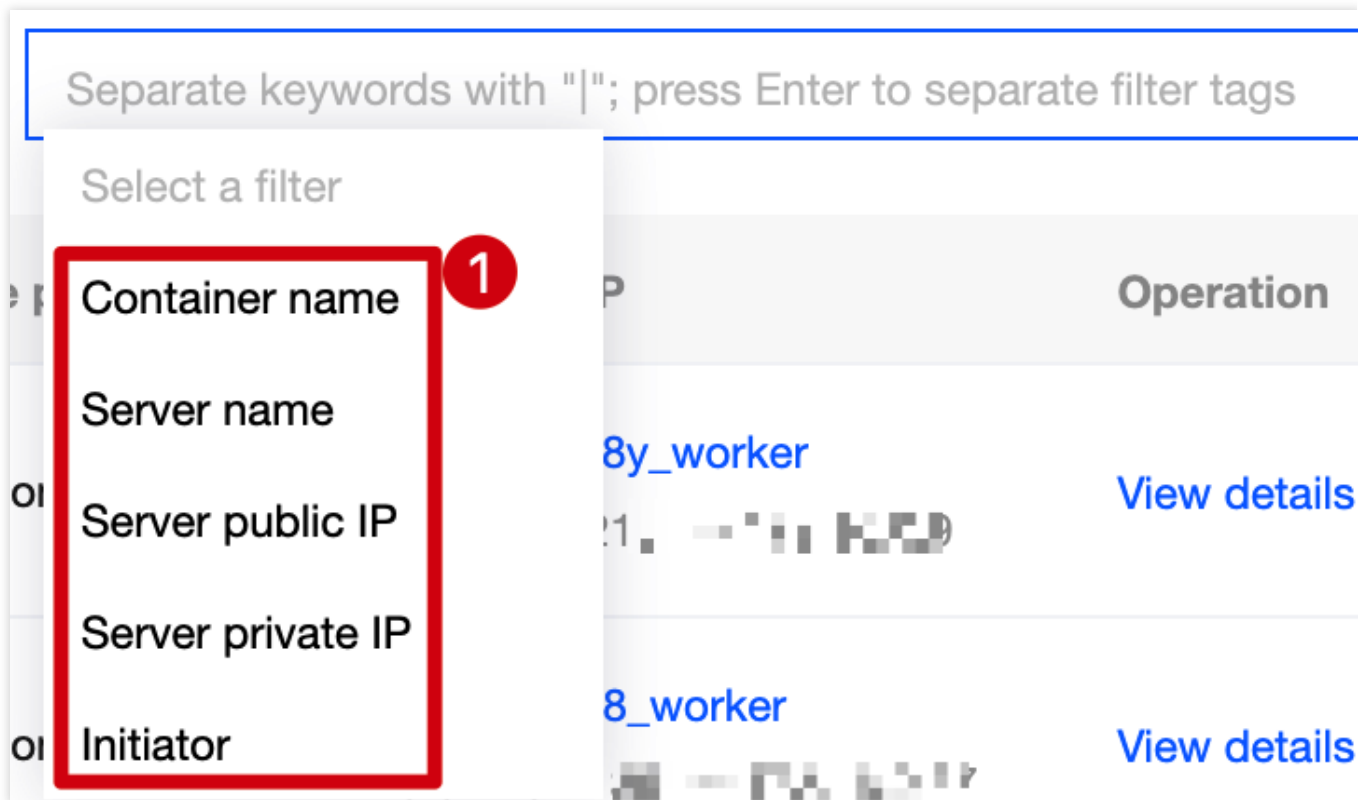 Separate keywords with "|"; press Enter to separate filter tags
Select a filter
Container name
1
P
Operation
Server name
8y_worker
View details
Server public IP
Server private IP
8_worker
View details
Initiator